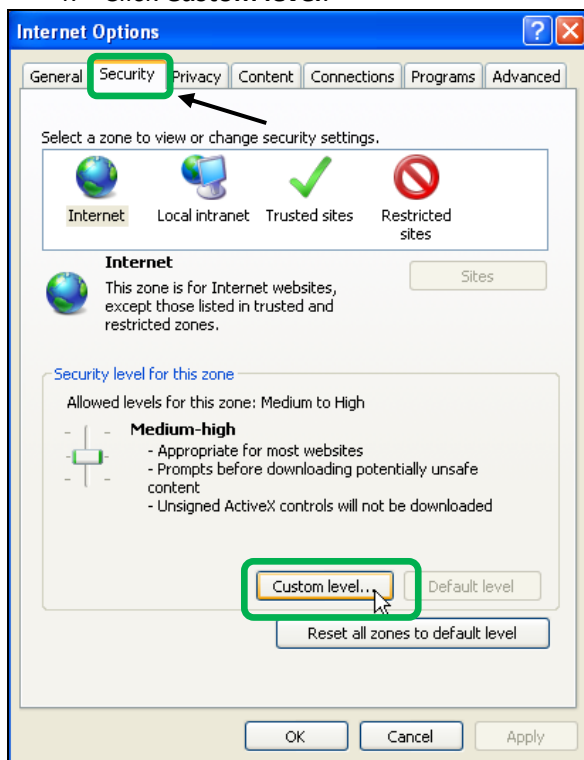 Internet Options
General Security Privacy Content Connections Programs Advanced
Select a zone to view or change security settings.
Internet Local intranet Trusted sites Restricted
sites
Internet
This zone is for Internet websites,
except those listed in trusted and
restricted zones.
Sites
Security level for this zone
Allowed levels for this zone: Medium to High
Medium-high
- Appropriate for most websites
- Prompts before downloading potentially unsafe
content
- Unsigned ActiveX controls will not be downloaded
Custom level... Default level
Reset all zones to default level
OK Cancel Apply